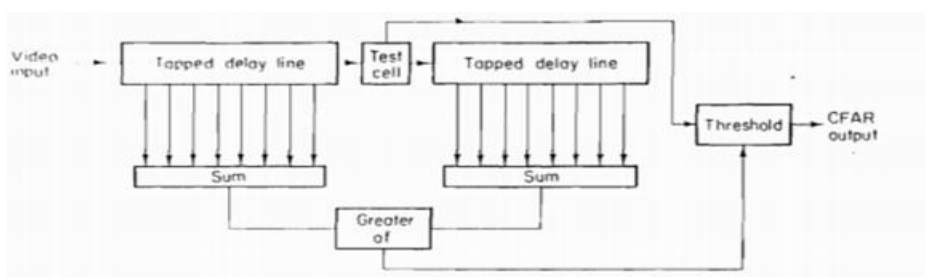 Video
input
Tapped delay line
Test
cell
Tapped delay line
Threshold
CFAR
output
Sum
Sum
Greater
of